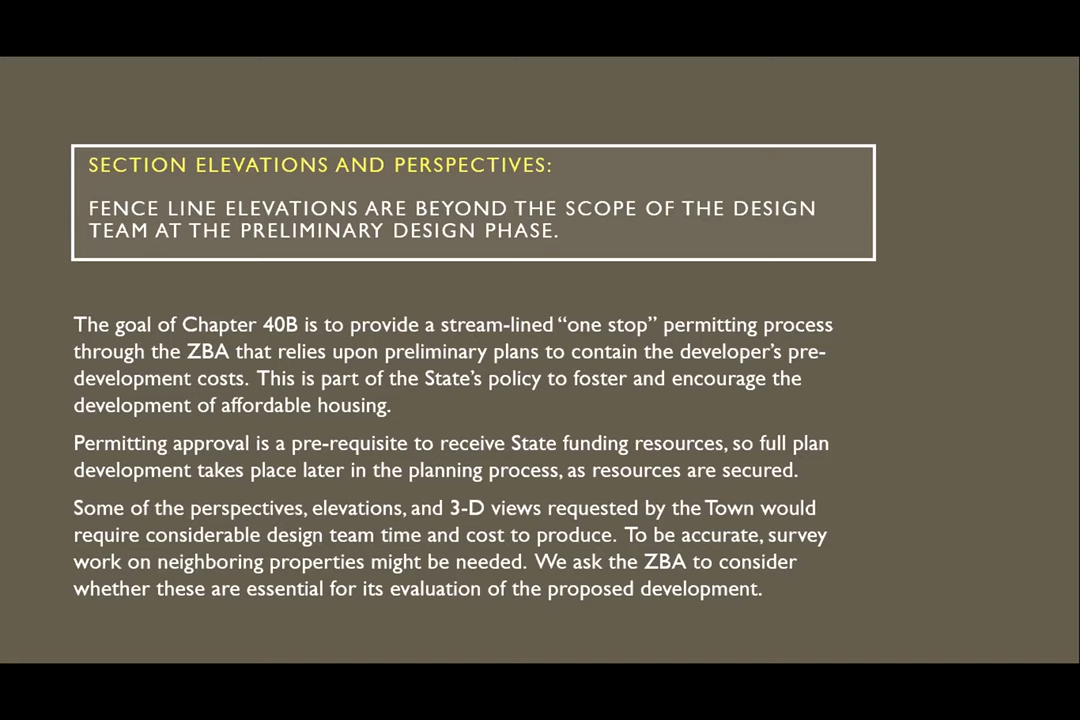 SECTION ELEVATIONS AND PERSPECTIVES:
FENCE LINE ELEVATIONS ARE BEYOND THE SCOPE OF THE DESIGN
TEAM AT THE PRELIMINARY DESIGN PHASE.
The goal of Chapter 40B is to provide a stream-lined “one stop” permitting process
through the ZBA that relies upon preliminary plans to contain the developer’s pre-
development costs. This is part of the State’s policy to foster and encourage the
development of affordable housing.
Permitting approval is a pre-requisite to receive State funding resources, so full plan
development takes place later in the planning process, as resources are secured.
Some of the perspectives, elevations, and 3-D views requested by the Town would
require considerable design team time and cost to produce. To be accurate, survey
work on neighboring properties might be needed. We ask the ZBA to consider
whether these are essential for its evaluation of the proposed development.